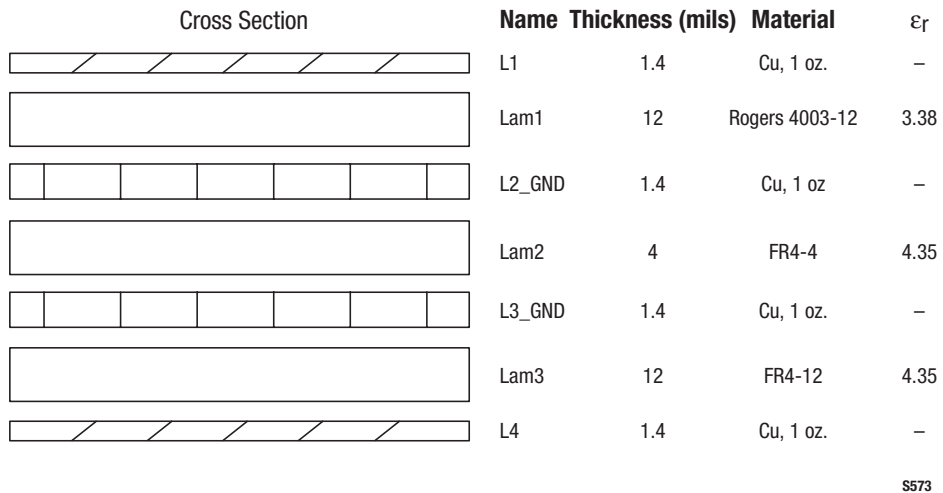 Cross Section Name Thickness (mils) Material εr
L1 1.4 Cu, 1 oz. –
Lam1 12 Rogers 4003-12 3.38
L2_GND 1.4 Cu, 1 oz –
Lam2 4 FR4-4 4.35
L3_GND 1.4 Cu, 1 oz. –
Lam3 12 FR4-12 4.35
L4 1.4 Cu, 1 oz. –
S573